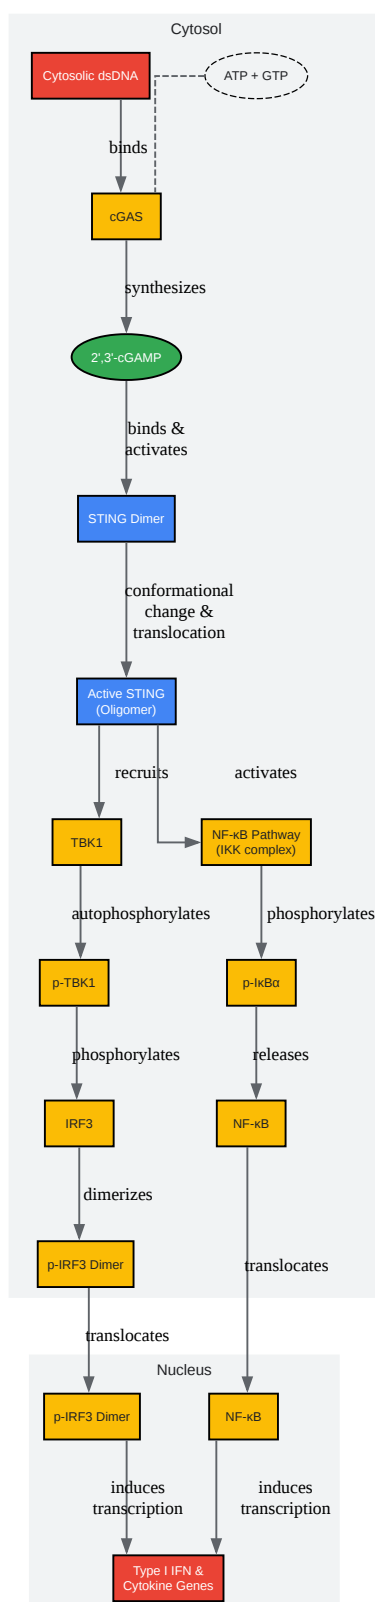 Cytosol
Cytosolic dsDNA
ATP + GTP
binds
cGAS
synthesizes
2',3'-cGAMP
binds &
activates
STING Dimer
conformational
change &
translocation
Active STING
(Oligomer)
recruits
activates
TBK1
NF-κB Pathway
(IKK complex)
autophosphorylates
phosphorylates
p-TBK1
p-IκBα
phosphorylates
releases
IRF3
NF-κB
dimerizes
p-IRF3 Dimer
translocates
translocates
Nucleus
p-IRF3 Dimer
NF-κB
induces
transcription
induces
transcription
Type I IFN &
Cytokine Genes